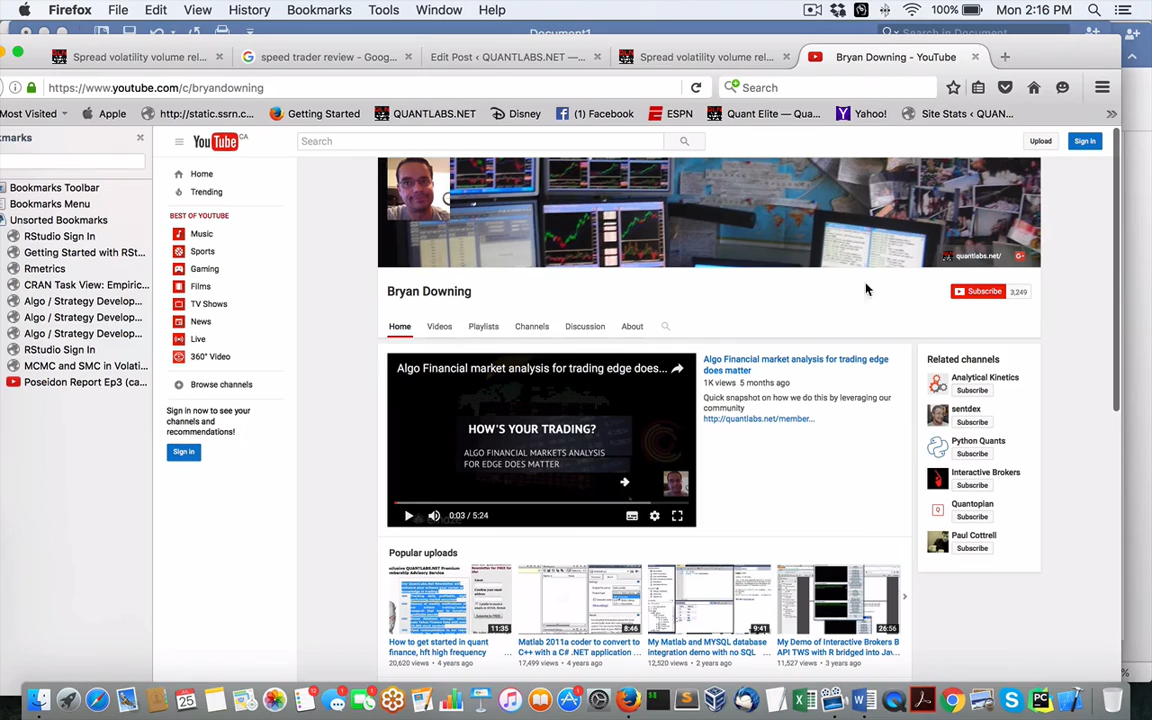 Firefox File Edit View History Bookmarks Tools Window Help 100% Mon 2:16 PM
Document1
Search in Document
Spread volatility volume rel...
speed trader review - Goog...
Edit Post ‹ QUANTLABS.NET —...
Spread volatility volume rel...
Bryan Downing - YouTube
https://www.youtube.com/c/bryandowning
Search
Most Visited Apple http://static.ssrn.c... Getting Started QUANTLABS.NET Disney (1) Facebook ESPN Quant Elite — Qua... Yahoo! Site Stats ‹ QUAN...
Bookmarks Toolbar
Bookmarks Menu
Unsorted Bookmarks
RStudio Sign In
Getting Started with RSt...
Rmetrics
CRAN Task View: Empiric...
Algo / Strategy Develop...
Algo / Strategy Develop...
Algo / Strategy Develop...
RStudio Sign In
MCMC and SMC in Volati...
Poseidon Report Ep3 (ca...
YouTube CA
Search
Upload
Sign in
Home
Trending
BEST OF YOUTUBE
Music
Sports
Gaming
Films
TV Shows
News
Live
360° Video
Browse channels
Sign in now to see your
channels and
recommendations!
Sign in
quantlabs.net/
Bryan Downing
Subscribe 3,249
Home Videos Playlists Channels Discussion About
Algo Financial market analysis for trading edge does...
HOW'S YOUR TRADING?
ALGO FINANCIAL MARKETS ANALYSIS
FOR EDGE DOES MATTER
0:03 / 5:24
Algo Financial market analysis for trading edge
does matter
1K views 5 months ago
Quick snapshot on how we do this by leveraging our
community
http://quantlabs.net/member...
Related channels
Analytical Kinetics
Subscribe
sentdex
Subscribe
Python Quants
Subscribe
Interactive Brokers
Subscribe
Quantopian
Subscribe
Paul Cottrell
Subscribe
Popular uploads
11:35
How to get started in quant
finance, hft high frequency
20,620 views • 4 years ago
8:46
Matlab 2011a coder to convert to
C++ with a C# .NET application ...
17,499 views • 4 years ago
9:41
My Matlab and MYSQL database
integration demo with no SQL
12,520 views • 2 years ago
26:56
My Demo of Interactive Brokers B
API TWS with R bridged into Jav...
11,527 views • 3 years ago